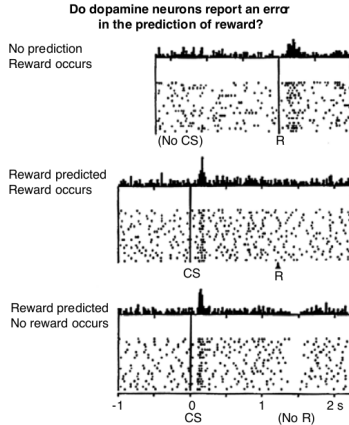 Do dopamine neurons report an error
in the prediction of reward?
No prediction
Reward occurs
(No CS) R
Reward predicted
Reward occurs
CS R
Reward predicted
No reward occurs
-1 0 1 2 s
CS (No R)